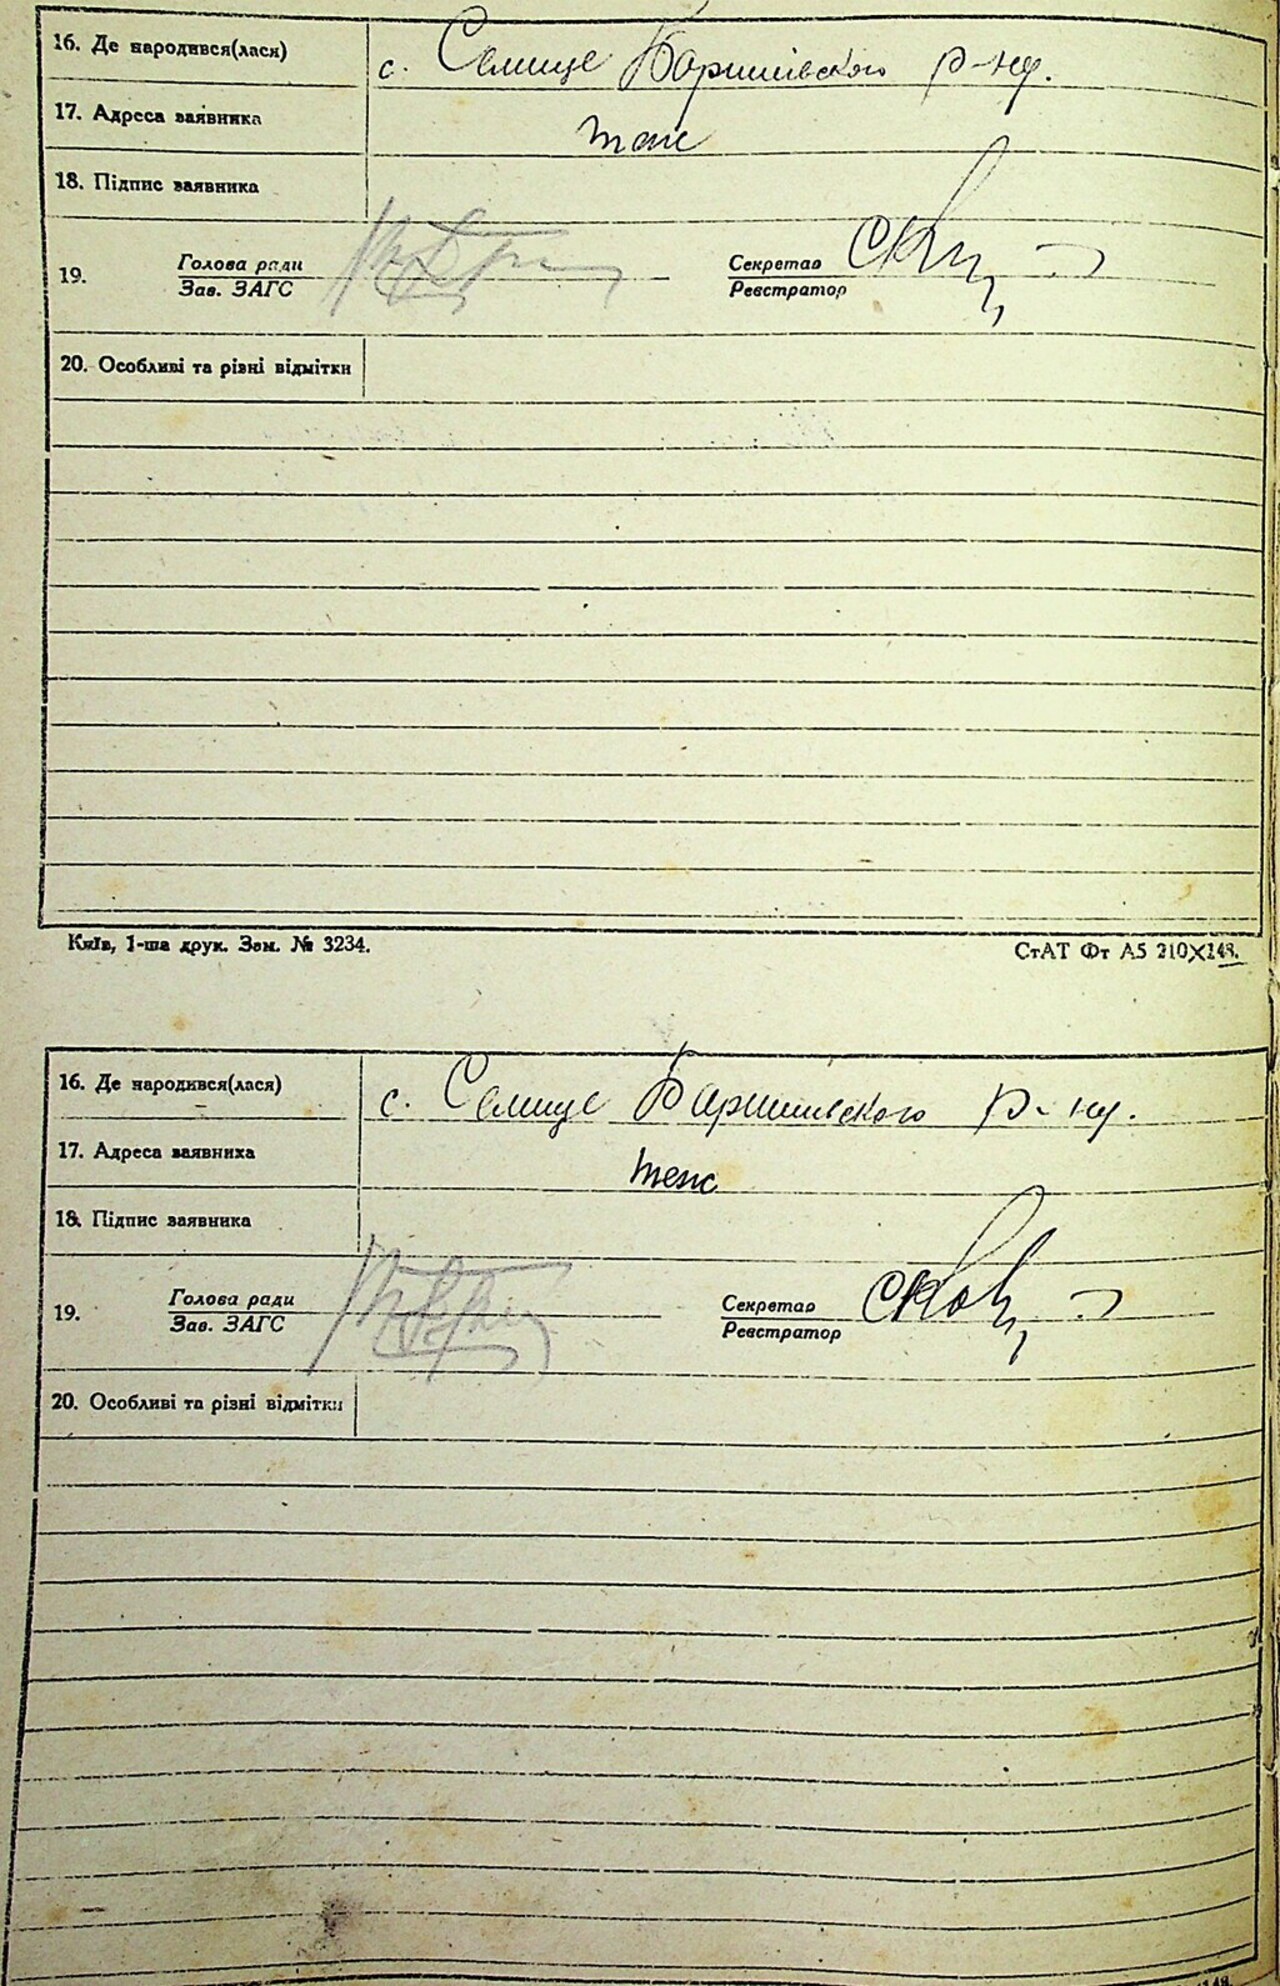 16. Де народився(лася) с. Селище Баришівського р-ну.
17. Адреса заявника теж
18. Підпис заявника
19. Голова ради Секретар
Зав. ЗАГС Реєстратор
20. Особливі та різні відмітки
Київ, 1-ша друк. Зам. № 3234. СтАТ Фт А5 210X148.
16. Де народився(лася) с. Селище Баришівського р-ну.
17. Адреса заявника теж
18. Підпис заявника
19. Голова ради Секретар
Зав. ЗАГС Реєстратор
20. Особливі та різні відмітки